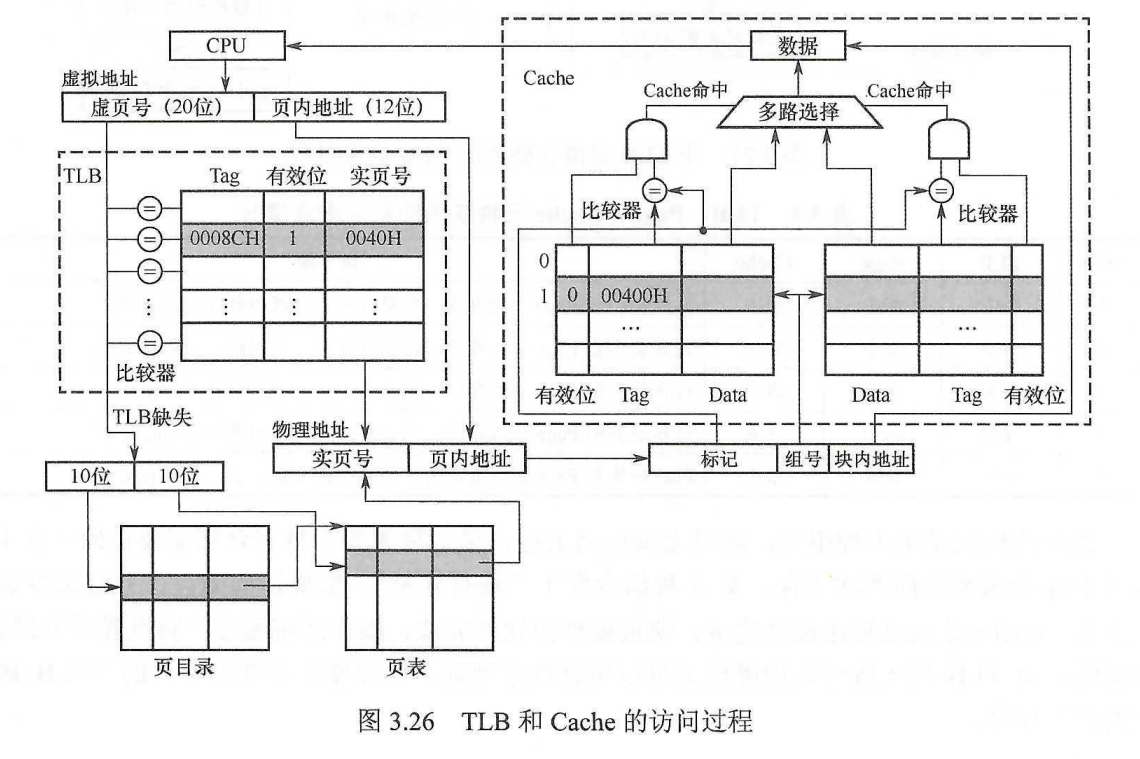 CPU
数据
Cache
虚拟地址
虚页号（20位） 页内地址（12位）
Cache命中 Cache命中
多路选择
TLB
Tag 有效位 实页号
= = = =
0008CH 1 0040H
⋮ ⋮ ⋮ ⋮
比较器
= =
比较器 比较器
0
1 0 00400H
... ...
有效位 Tag Data Data Tag 有效位
TLB缺失
物理地址
实页号 页内地址
标记 组号 块内地址
10位 10位
页目录 页表
图 3.26 TLB 和 Cache 的访问过程